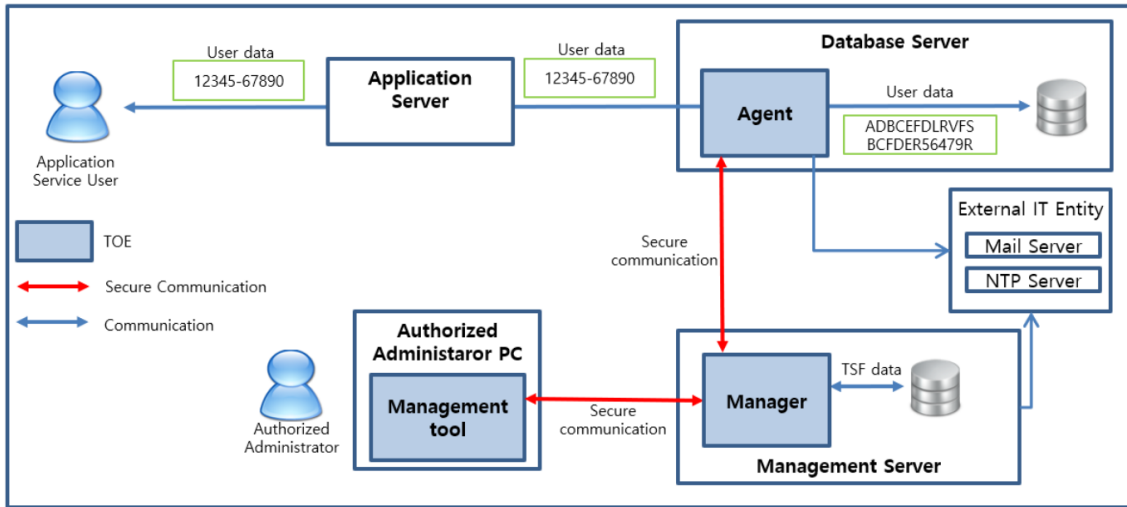 User data
12345-67890
Application
Service User
Application
Server
User data
12345-67890
Database Server
Agent
User data
ADBCEFDLRVFS
BCFDER56479R
TOE
Secure Communication
Communication
Secure
communication
External IT Entity
Mail Server
NTP Server
Authorized
Administrator
Authorized
Administaror PC
Management
tool
Secure
communication
Manager
TSF data
Management Server